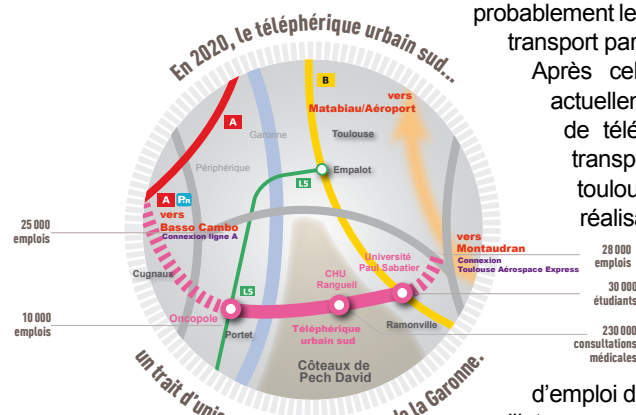 En 2020, le téléphérique urbain sud...
probablement le
transport par
Après cel
actueller
de télé
transp
toulou
réalisa
B
vers
Matabiau/Aéroport
A
Garonne
Toulouse
Périphérique
Empalot
L5
A P+R
vers
Basso Cambo
Connexion ligne A
25 000
emplois
vers
Montaudran
Connexion
Toulouse Aérospace Express
28 000
emplois
Université
Paul Sabatier
CHU
Rangueil
Cugnaux
L5
30 000
étudiants
Oncopole
Téléphérique
urbain sud
Ramonville
10 000
emplois
Portet
230 000
consultations
médicales
Côteaux de
Pech David
un trait d'unio
de la Garonne.
d'emploi d